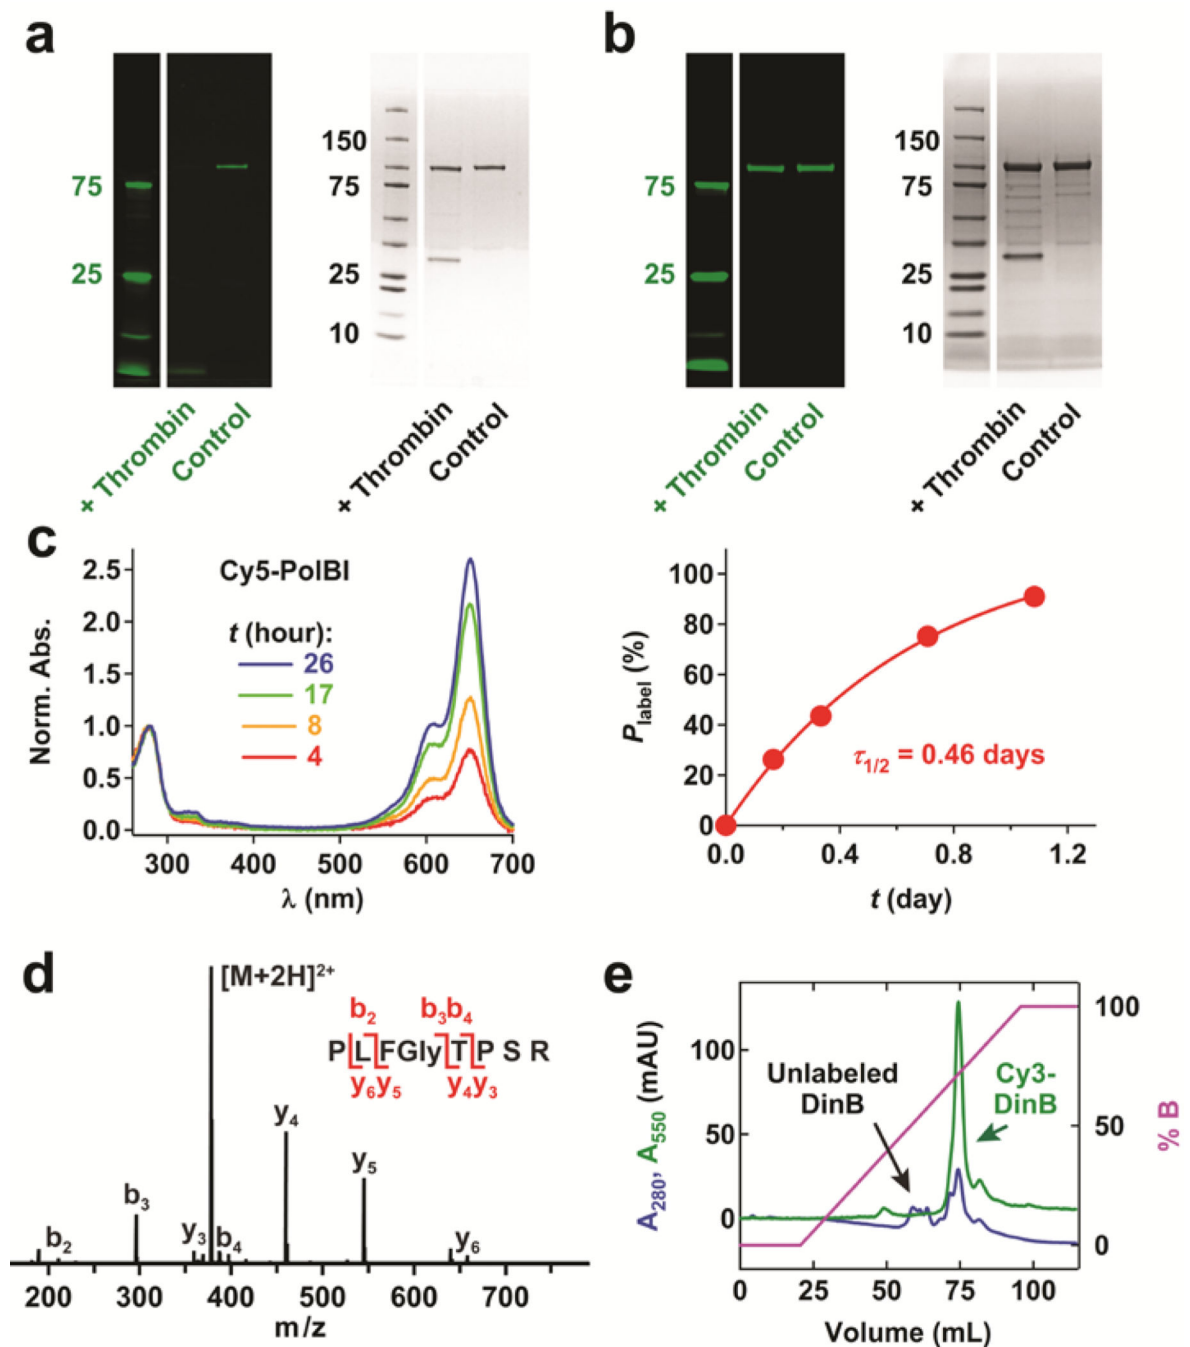 a
75
25
+ Thrombin
Control
150
75
25
10
+ Thrombin
Control
b
75
25
+ Thrombin
Control
150
75
25
10
+ Thrombin
Control
c
Cy5-PolBI
t (hour):
26
17
8
4
2.5
2.0
1.5
1.0
0.5
0.0
Norm. Abs.
300 400 500 600 700
λ (nm)
100
80
60
40
20
0
P_label (%)
τ_1/2 = 0.46 days
0.0 0.4 0.8 1.2
t (day)
d
[M+2H]²⁺
b₂ b₃b₄
PLFGlyTPSR
y₆y₅ y₄y₃
y₄
y₅
b₃
b₂
y₃
b₄
y₆
200 300 400 500 600 700
m/z
e
100
50
0
A₂₈₀, A₅₅₀ (mAU)
Unlabeled
DinB
Cy3-
DinB
100
50
0
% B
0 25 50 75 100
Volume (mL)